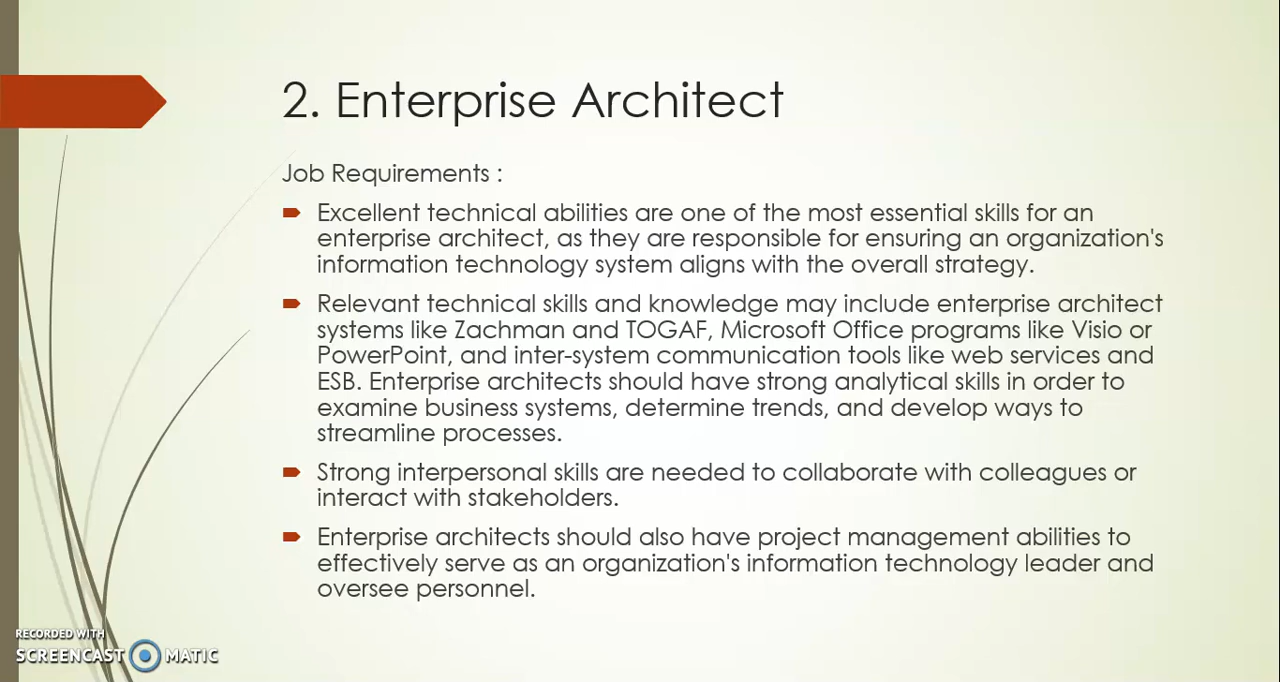 2. Enterprise Architect
Job Requirements :
Excellent technical abilities are one of the most essential skills for an
enterprise architect, as they are responsible for ensuring an organization's
information technology system aligns with the overall strategy.
Relevant technical skills and knowledge may include enterprise architect
systems like Zachman and TOGAF, Microsoft Office programs like Visio or
PowerPoint, and inter-system communication tools like web services and
ESB. Enterprise architects should have strong analytical skills in order to
examine business systems, determine trends, and develop ways to
streamline processes.
Strong interpersonal skills are needed to collaborate with colleagues or
interact with stakeholders.
Enterprise architects should also have project management abilities to
effectively serve as an organization's information technology leader and
oversee personnel.
RECORDED WITH
SCREENCAST MATIC